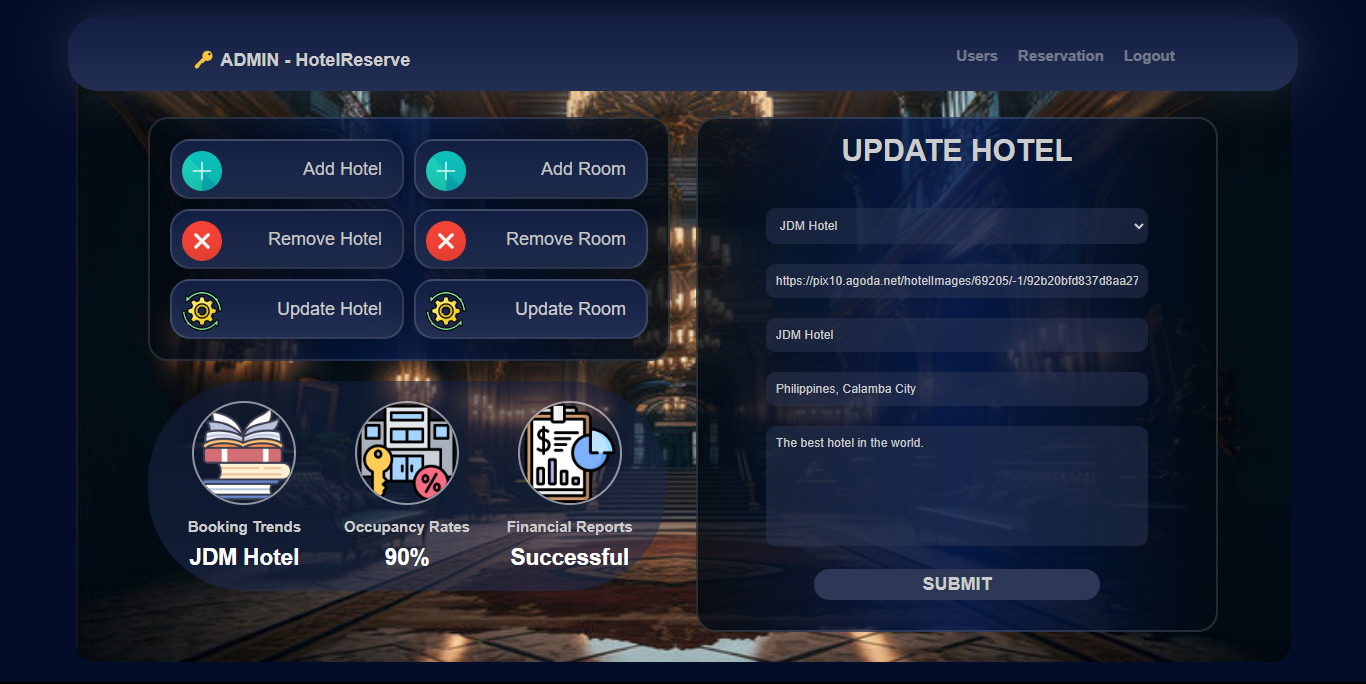 ADMIN - HotelReserve
Users Reservation Logout
Add Hotel
Add Room
Remove Hotel
Remove Room
Update Hotel
Update Room
Booking Trends
JDM Hotel
Occupancy Rates
90%
Financial Reports
Successful
UPDATE HOTEL
JDM Hotel
https://pix10.agoda.net/hotelImages/69205/-1/92b20bfd837d8aa27
JDM Hotel
Philippines, Calamba City
The best hotel in the world.
SUBMIT